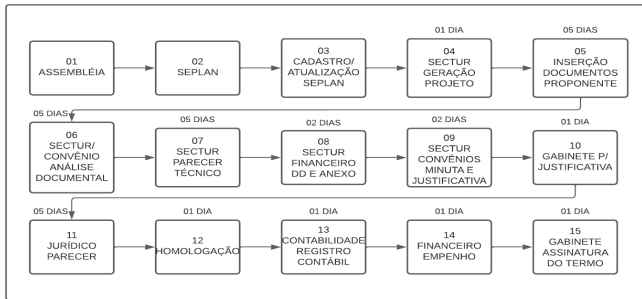 01
ASSEMBLÉIA
02
SEPLAN
03
CADASTRO/
ATUALIZAÇÃO
SEPLAN
01 DIA
04
SECTUR
GERAÇÃO
PROJETO
05 DIAS
05
INSERÇÃO
DOCUMENTOS
PROPONENTE
05 DIAS
06
SECTUR/
CONVÊNIO
ANÁLISE
DOCUMENTAL
05 DIAS
07
SECTUR
PARECER
TÉCNICO
02 DIAS
08
SECTUR
FINANCEIRO
DD E ANEXO
02 DIAS
09
SECTUR
CONVÊNIOS
MINUTA E
JUSTIFICATIVA
01 DIA
10
GABINETE P/
JUSTIFICATIVA
05 DIAS
11
JURÍDICO
PARECER
01 DIA
12
HOMOLOGAÇÃO
01 DIA
13
CONTABILIDADE
REGISTRO
CONTÁBIL
01 DIA
14
FINANCEIRO
EMPENHO
01 DIA
15
GABINETE
ASSINATURA
DO TERMO